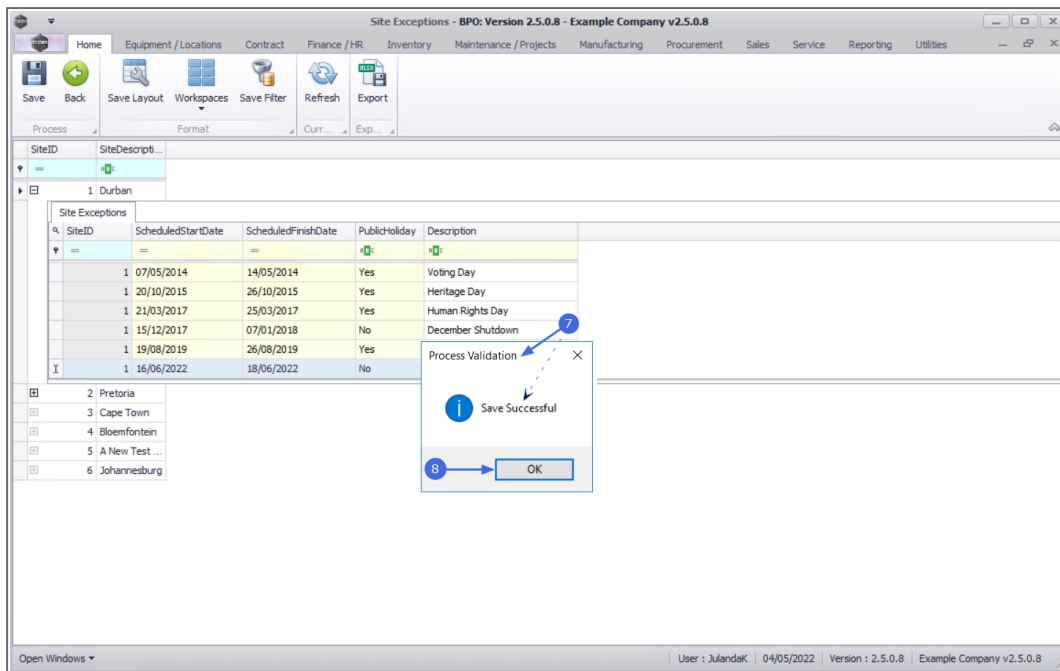 Site Exceptions - BPO: Version 2.5.0.8 - Example Company v2.5.0.8
Home Equipment / Locations Contract Finance / HR Inventory Maintenance / Projects Manufacturing Procurement Sales Service Reporting Utilities
Save Back Save Layout Workspaces Save Filter Refresh Export
Process Format Curr... Exp...
SiteID SiteDescripti...
= ABC
1 Durban
Site Exceptions
SiteID ScheduledStartDate ScheduledFinishDate PublicHoliday Description
= = = ABC ABC
1 07/05/2014 14/05/2014 Yes Voting Day
1 20/10/2015 26/10/2015 Yes Heritage Day
1 21/03/2017 25/03/2017 Yes Human Rights Day
1 15/12/2017 07/01/2018 No December Shutdown
1 19/08/2019 26/08/2019 Yes
1 16/06/2022 18/06/2022 No
7
Process Validation
Save Successful
8 OK
2 Pretoria
3 Cape Town
4 Bloemfontein
5 A New Test ...
6 Johannesburg
Open Windows User : JulandaK 04/05/2022 Version : 2.5.0.8 Example Company v2.5.0.8